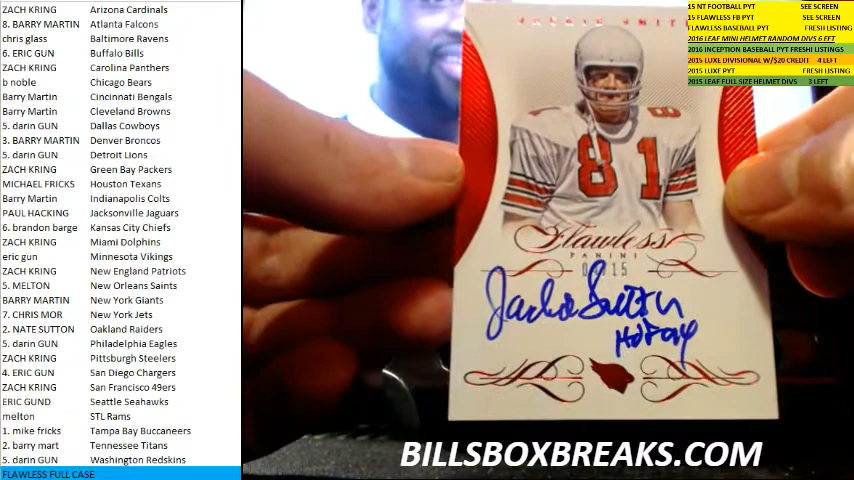 ZACH KRING Arizona Cardinals
8. BARRY MARTIN Atlanta Falcons
chris glass Baltimore Ravens
6. ERIC GUN Buffalo Bills
ZACH KRING Carolina Panthers
b noble Chicago Bears
Barry Martin Cincinnati Bengals
Barry Martin Cleveland Browns
5. darin GUN Dallas Cowboys
3. BARRY MARTIN Denver Broncos
5. darin GUN Detroit Lions
ZACH KRING Green Bay Packers
MICHAEL FRICKS Houston Texans
Barry Martin Indianapolis Colts
PAUL HACKING Jacksonville Jaguars
6. brandon barge Kansas City Chiefs
ZACH KRING Miami Dolphins
eric gun Minnesota Vikings
ZACH KRING New England Patriots
5. MELTON New Orleans Saints
BARRY MARTIN New York Giants
7. CHRIS MOR New York Jets
2. NATE SUTTON Oakland Raiders
5. darin GUN Philadelphia Eagles
ZACH KRING Pittsburgh Steelers
4. ERIC GUN San Diego Chargers
ZACH KRING San Francisco 49ers
ERIC GUND Seattle Seahawks
melton STL Rams
1. mike fricks Tampa Bay Buccaneers
2. barry mart Tennessee Titans
5. darin GUN Washington Redskins
FLAWLESS FULL CASE
15 NT FOOTBALL PYT SEE SCREEN
15 FLAWLESS FB PYT SEE SCREEN
FLAWLESS BASEBALL PYT FRESH LISTING
2016 LEAF MINI HELMET RANDOM DIVS 6 EFT
2016 INCEPTION BASEBALL PYT FRESHI LISTINGS
2015 LUXE DIVISIONAL W/$20 CREDIT 4 LEFT
2015 LUXE PYT FRESH LISTING
2015 LEAF FULL SIZE HELMET DIVS 3 LEFT
81
Flawless
PANINI
/15
Jackie Smith
HOF 94
BILLSBOXBREAKS.COM